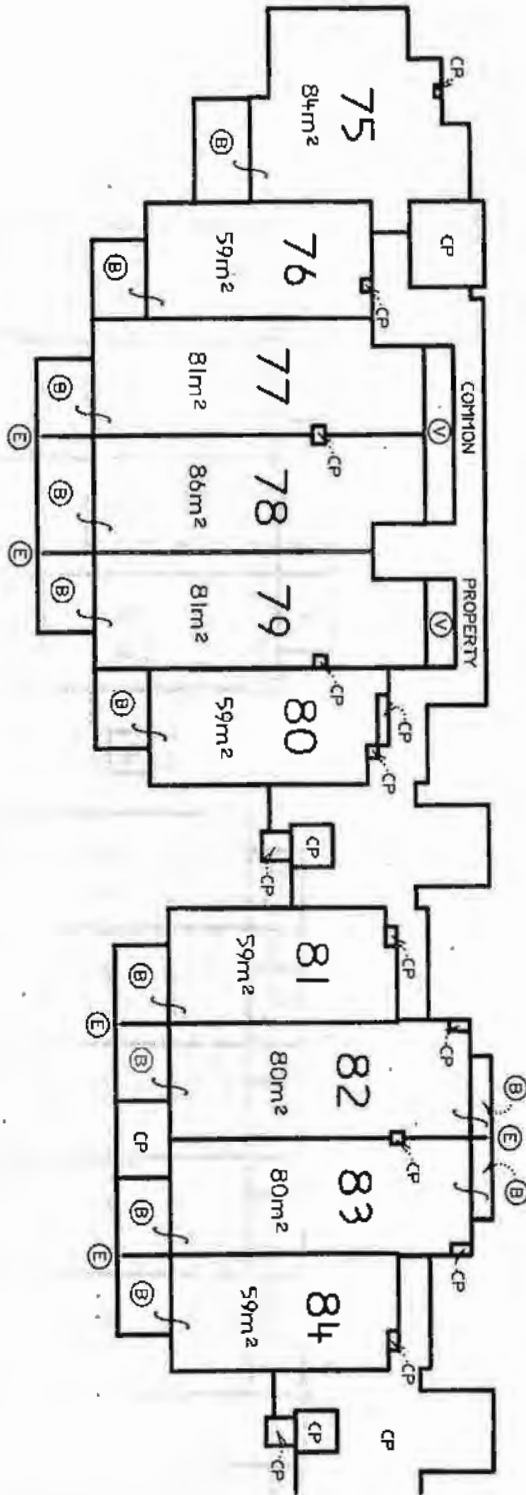 CP
75
84m²
B
CP
76
59m²
B
CP
COMMON
77
81m²
B
V
E
CP
78
86m²
B
E
PROPERTY
79
81m²
B
V
CP
80
59m²
B
CP
CP
CP
CP
81
59m²
B
CP
E
82
80m²
B
CP
B
E
CP
CP
83
80m²
B
B
CP
E
84
59m²
B
CP
CP
CP
CP